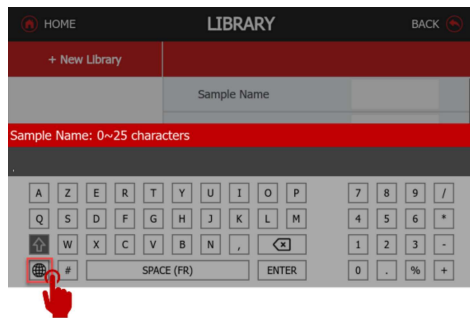 HOME LIBRARY BACK
+ New Library
Sample Name
Sample Name: 0~25 characters
A Z E R T Y U I O P 7 8 9 /
Q S D F G H J K L M 4 5 6 *
W X C V B N , 1 2 3 -
# SPACE (FR) ENTER 0 . % +